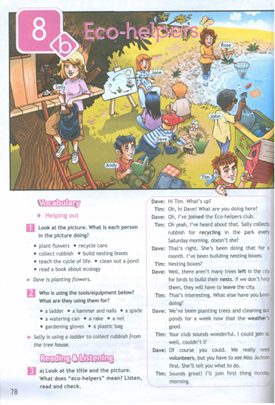 8 b Eco-helpers
Rose
Jane
Sally
John
Dave
Andy
Vocabulary
Helping out
1 Look at the picture. What is each person
in the picture doing?
• plant flowers • recycle cans
• collect rubbish • build nesting boxes
• teach the cycle of life • clean out a pond
• read a book about ecology
Dave is planting flowers.
2 Who is using the tools/equipment below?
What are they using them for?
• a ladder • a hammer and nails • a spade
• a watering can • a rake • a net
• gardening gloves • a plastic bag
Sally is using a ladder to collect rubbish from
the tree house.
Reading & Listening
3 a) Look at the title and the picture.
What does "eco-helpers" mean? Listen,
read and check.
78
Dave: Hi Tim. What's up?
Tim: Oh, hi Dave! What are you doing here?
Dave: Oh, I've joined the Eco-helpers club.
Tim: Oh yeah, I've heard about that. Sally collects
rubbish for recycling in the park every
Saturday morning, doesn't she?
Dave: That's right. She's been doing that for a
month. I've been building nesting boxes.
Tim: Nesting boxes?
Dave: Well, there aren't many trees left in the city
for birds to build their nests. If we don't help
them, they will have to leave the city.
Tim: That's interesting. What else have you been
doing?
Dave: We've been planting trees and cleaning out
ponds for a week now that the weather's
good.
Tim: Your club sounds wonderful. I could join as
well, couldn't I?
Dave: Of course you could. We really need
volunteers, but you have to see Miss Jackson
first. She'll tell you what to do.
Tim: Sounds great! I'll join first thing Monday
morning.